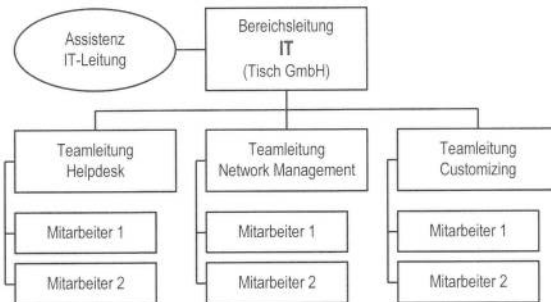 Assistenz
IT-Leitung
Bereichsleitung
IT
(Tisch GmbH)
Teamleitung
Helpdesk
Teamleitung
Network Management
Teamleitung
Customizing
Mitarbeiter 1
Mitarbeiter 1
Mitarbeiter 1
Mitarbeiter 2
Mitarbeiter 2
Mitarbeiter 2